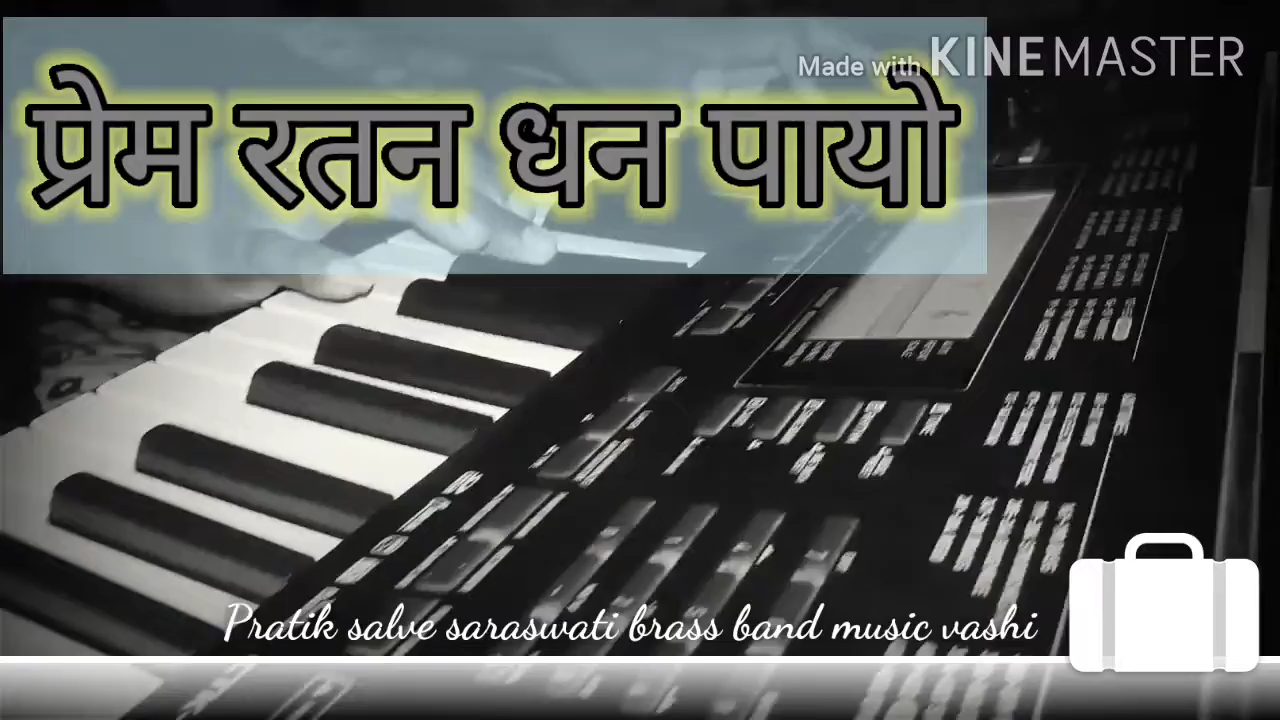 Made with KINEMASTER
प्रेम रतन धन पायो
Pratik salve saraswati brass band music vashi